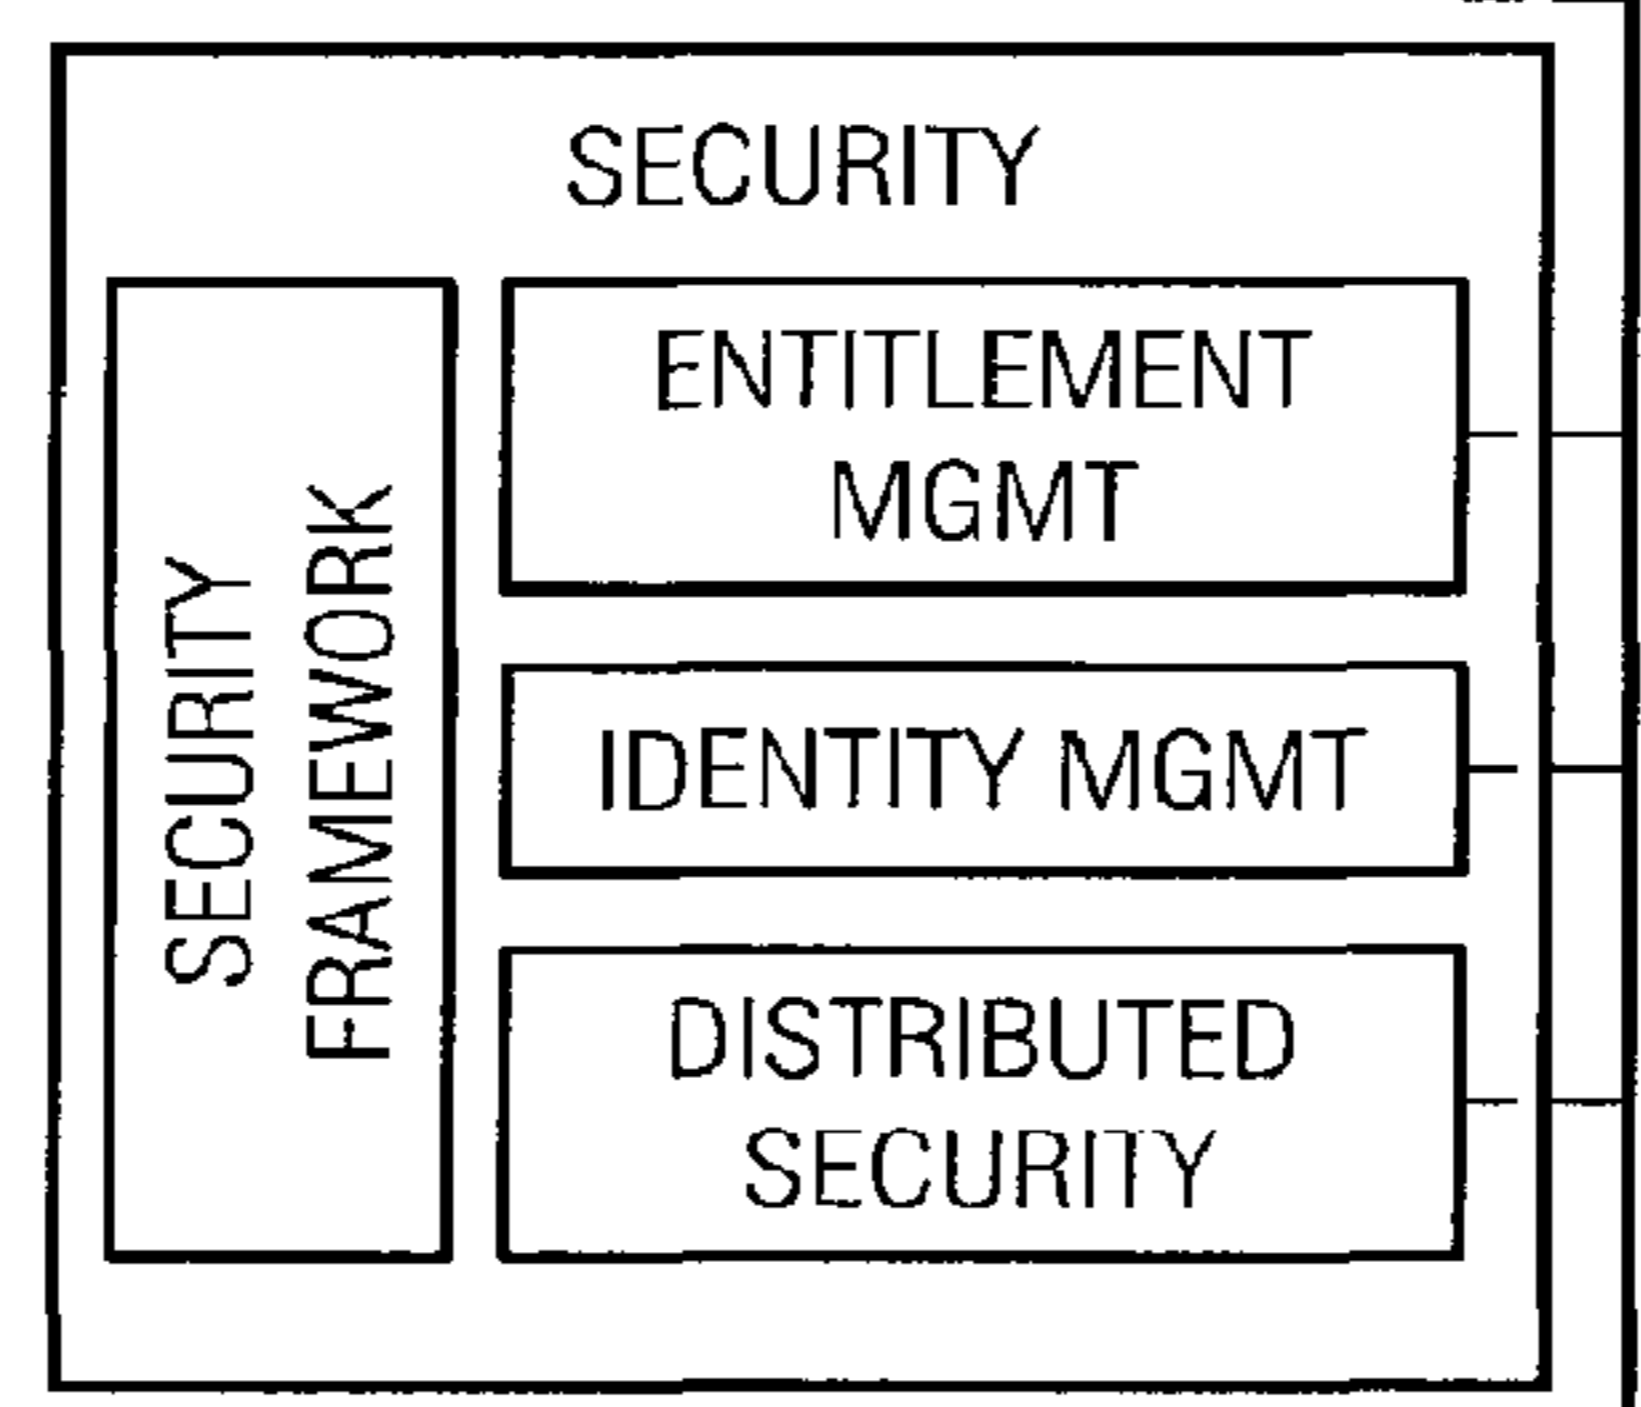 SECURITY
SECURITY
FRAMEWORK
ENTITLEMENT
MGMT
IDENTITY MGMT
DISTRIBUTED
SECURITY